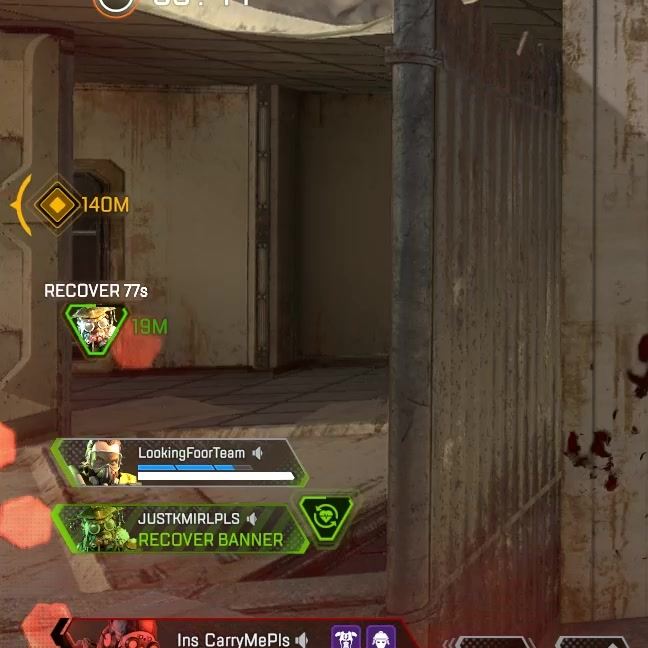 140M
RECOVER 77s
19M
LookingFoorTeam
JUSTKMIRLPLS
RECOVER BANNER
Ins CarryMePls